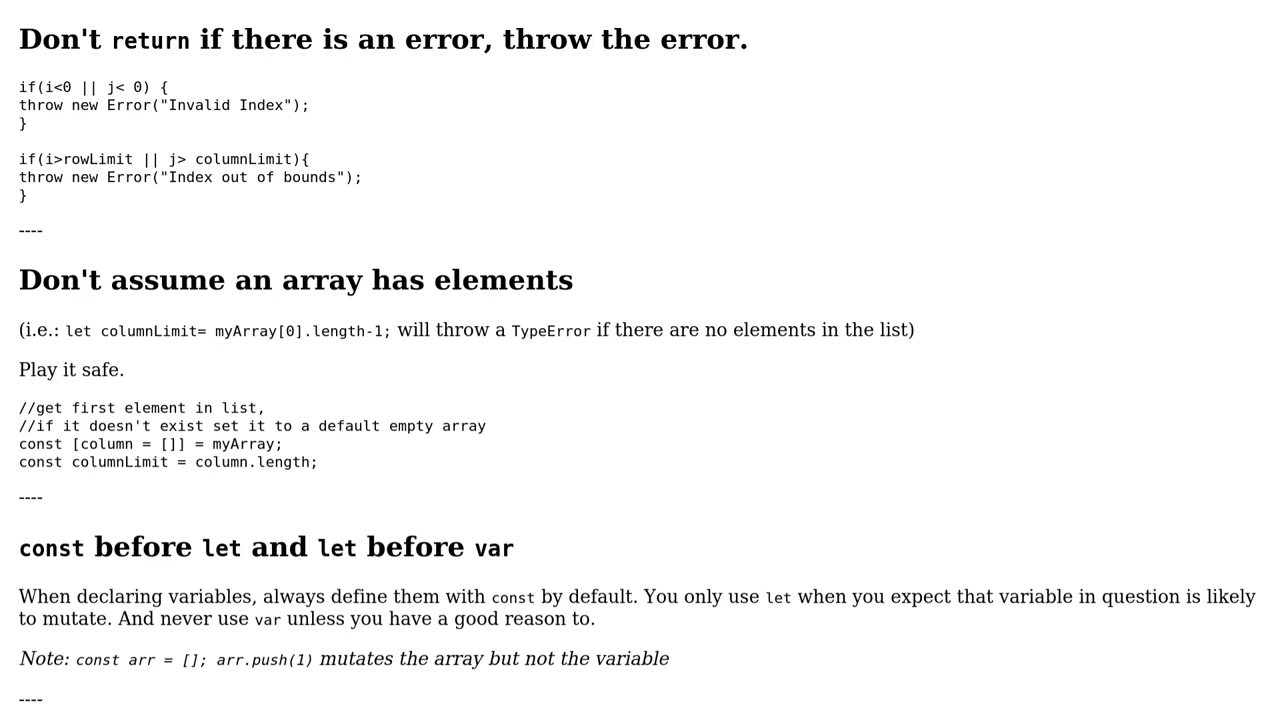 Don't return if there is an error, throw the error.
if(i<0 || j< 0) {
throw new Error("Invalid Index");
}
if(i>rowLimit || j> columnLimit){
throw new Error("Index out of bounds");
}
----
Don't assume an array has elements
(i.e.: let columnLimit= myArray[0].length-1; will throw a TypeError if there are no elements in the list)
Play it safe.
//get first element in list,
//if it doesn't exist set it to a default empty array
const [column = []] = myArray;
const columnLimit = column.length;
----
const before let and let before var
When declaring variables, always define them with const by default. You only use let when you expect that variable in question is likely
to mutate. And never use var unless you have a good reason to.
Note: const arr = []; arr.push(1) mutates the array but not the variable
----